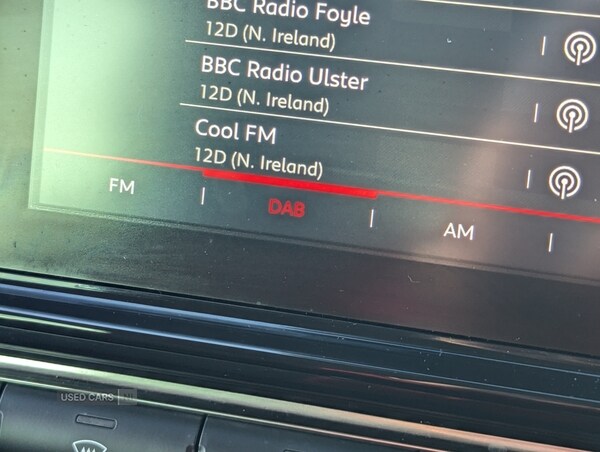 BBC Radio Foyle
12D (N. Ireland)
BBC Radio Ulster
12D (N. Ireland)
Cool FM
12D (N. Ireland)
FM
DAB
AM
USED CARS NI